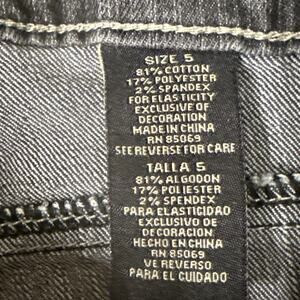 SIZE 5
81% COTTON
17% POLYESTER
2% SPANDEX
FOR ELASTICITY
EXCLUSIVE OF
DECORATION
MADE IN CHINA
RN 85069
SEE REVERSE FOR CARE
TALLA 5
81% ALGODON
17% POLIESTER
2% SPENDEX
PARA ELASTICIDAD
EXCLUSIVO DE
DECORACION
HECHO EN CHINA
RN 85069
VE REVERSO
PARA EL CUIDADO